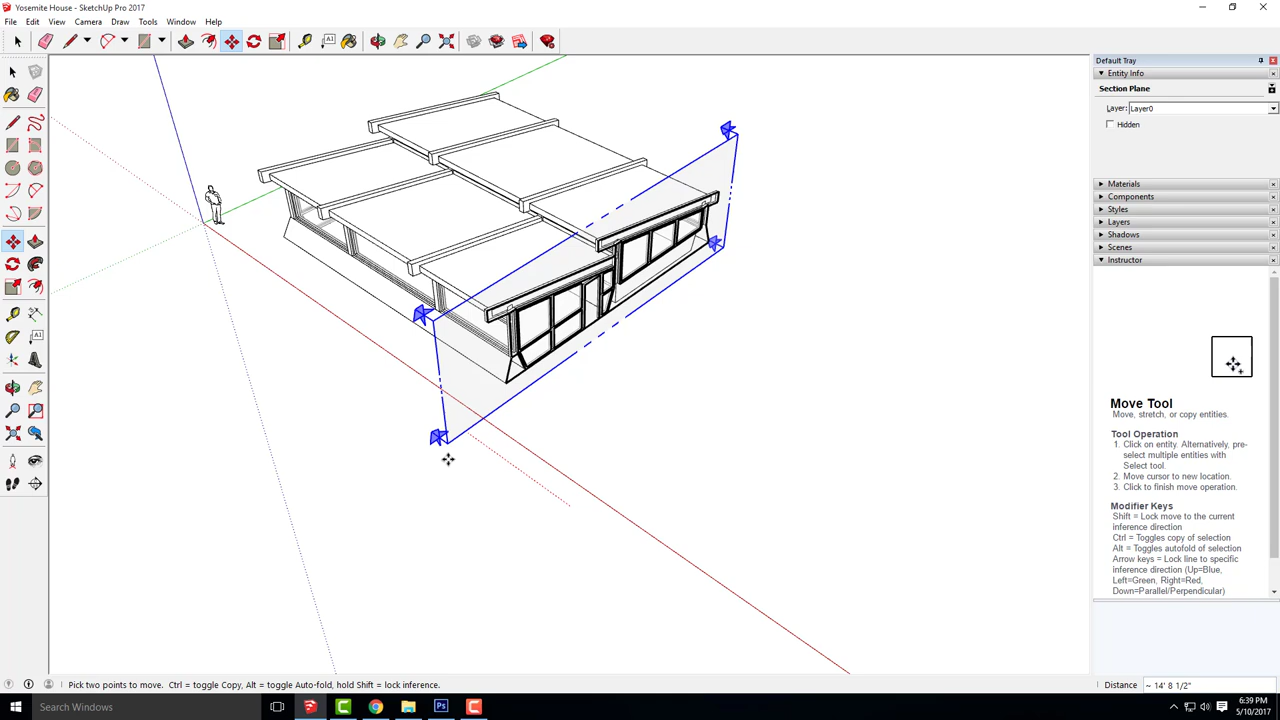 Yosemite House - SketchUp Pro 2017
File Edit View Camera Draw Tools Window Help
Default Tray
Entity Info
Section Plane
Layer: Layer0
Hidden
Materials
Components
Styles
Layers
Shadows
Scenes
Instructor
Move Tool
Move, stretch, or copy entities.
Tool Operation
1. Click on entity. Alternatively, pre-
select multiple entities with
Select tool.
2. Move cursor to new location.
3. Click to finish move operation.
Modifier Keys
Shift = Lock move to the current
inference direction
Ctrl = Toggles copy of selection
Alt = Toggles autofold of selection
Arrow keys = Lock line to specific
inference direction (Up=Blue,
Left=Green, Right=Red,
Down=Parallel/Perpendicular)
Pick two points to move. Ctrl = toggle Copy, Alt = toggle Auto-fold, hold Shift = lock inference.
Distance ~ 14' 8 1/2"
Search Windows
Ps
6:39 PM
5/10/2017